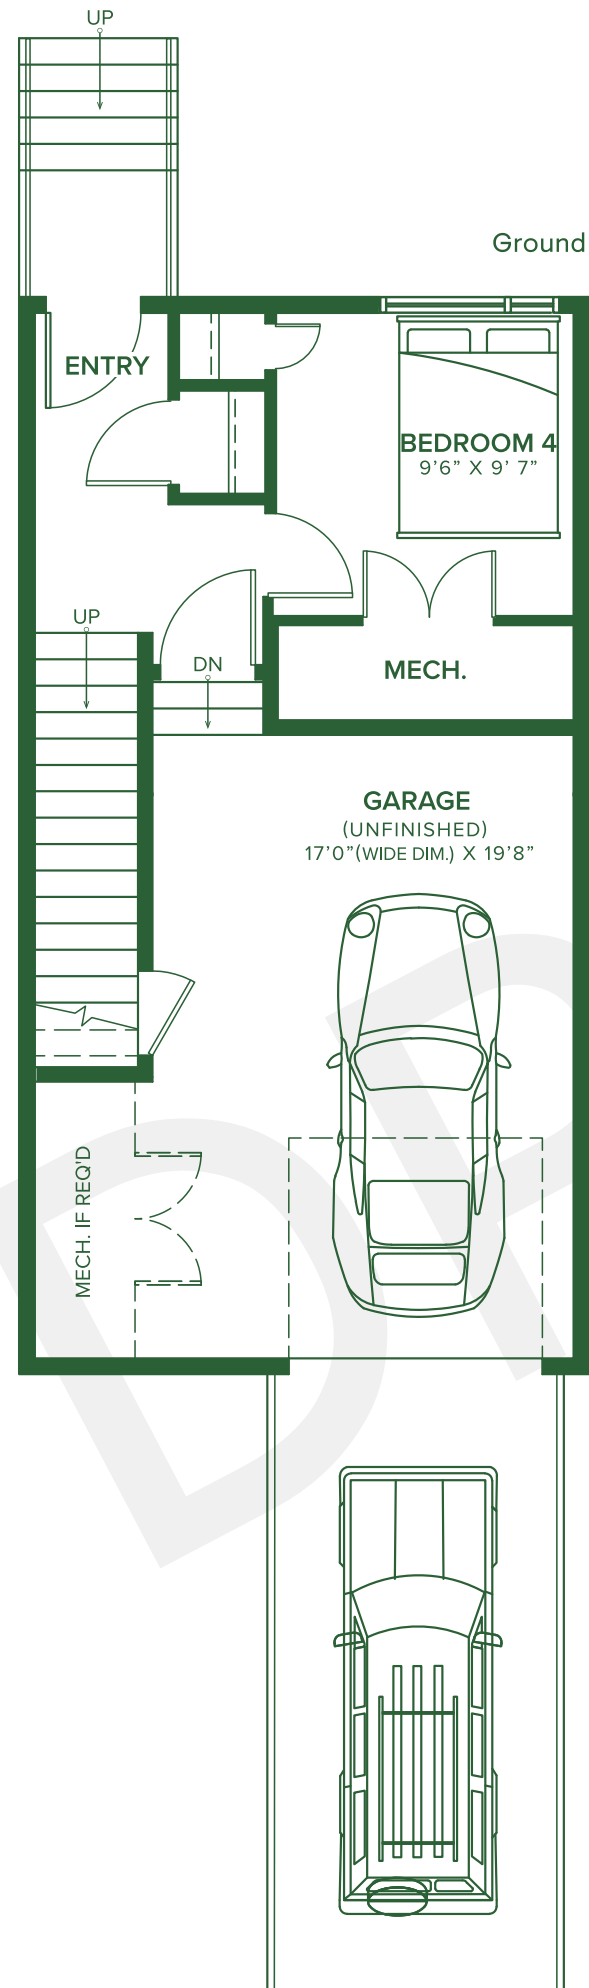 UP
Ground
ENTRY
BEDROOM 4
9’6” X 9’ 7”
UP
DN
MECH.
GARAGE
(UNFINISHED)
17’0”(WIDE DIM.) X 19’8”
MECH. IF REQ'D